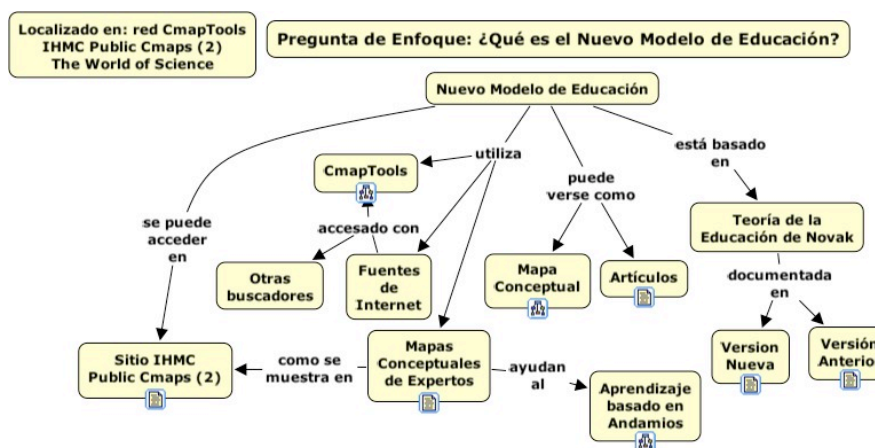 Localizado en: red CmapTools
IHMC Public Cmaps (2)
The World of Science
Pregunta de Enfoque: ¿Qué es el Nuevo Modelo de Educación?
Nuevo Modelo de Educación
utiliza
está basado
en
CmapTools
puede
verse como
se puede
acceder
en
accesado con
Teoría de la
Educación de Novak
Otras
buscadores
Fuentes
de
Internet
Mapa
Conceptual
Artículos
documentada
en
Sitio IHMC
Public Cmaps (2)
como se
muestra en
Mapas
Conceptuales
de Expertos
ayudan
al
Version
Nueva
Versión
Anterior
Aprendizaje
basado en
Andamios